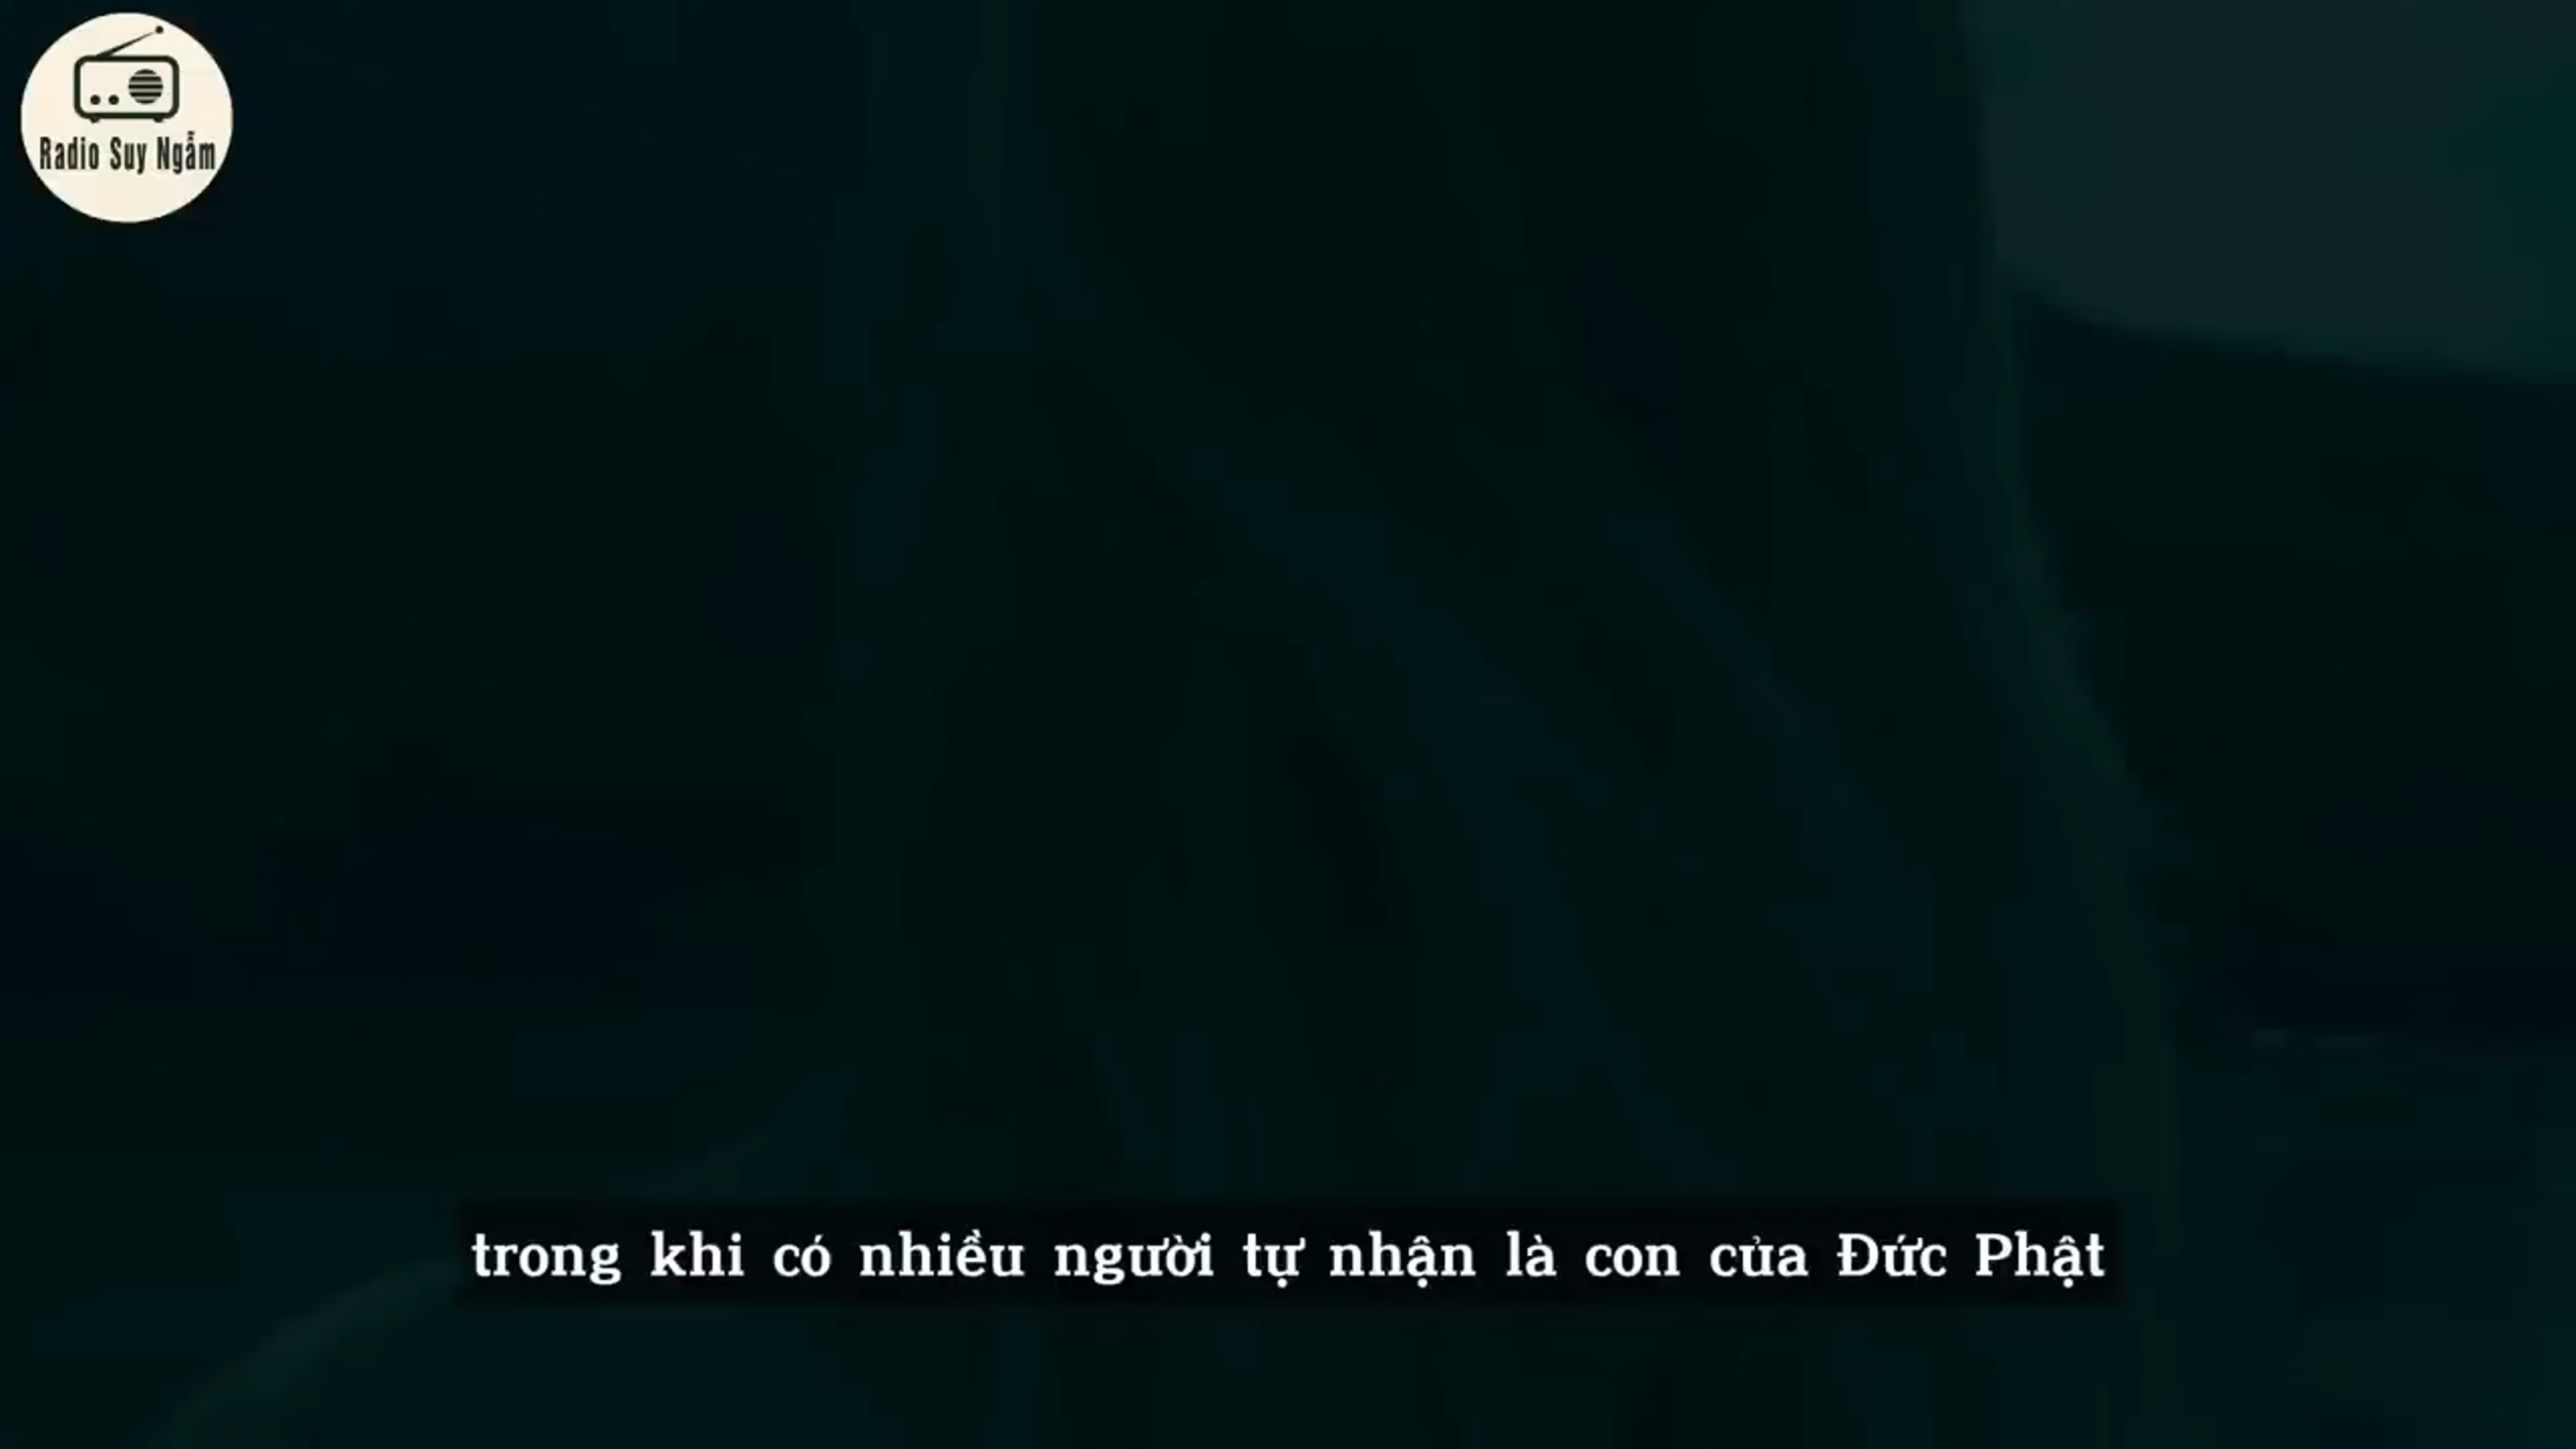 Radio Suy Ngẫm
trong khi có nhiều người tự nhận là con của Đức Phật